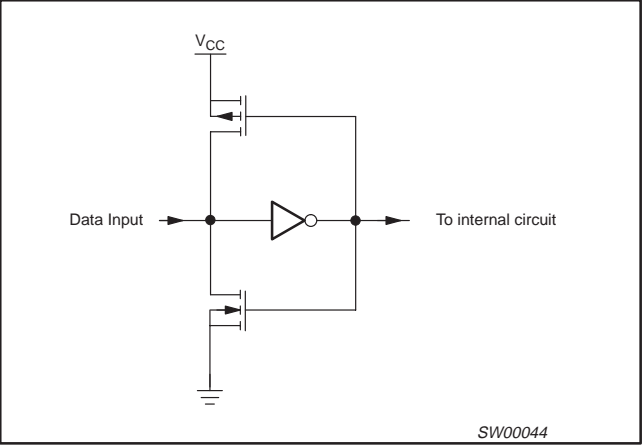 VCC
Data Input
To internal circuit
SW00044